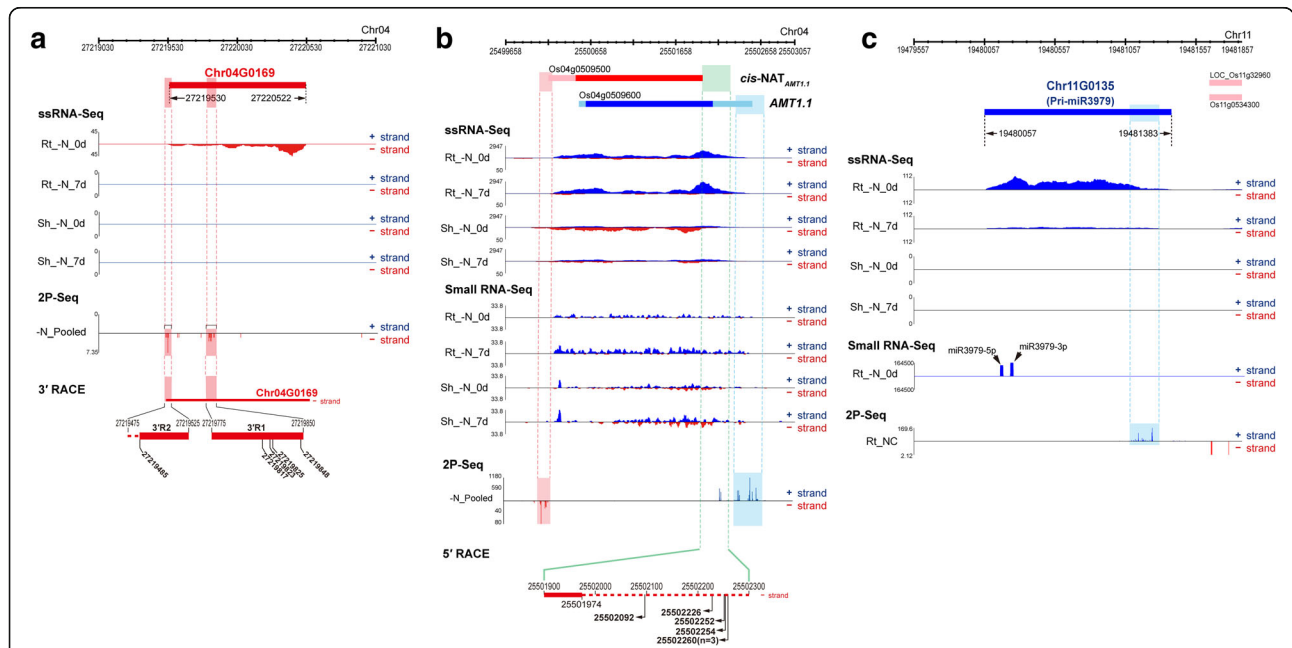 a
Chr04
27219030 27219530 27220030 27220530 27221030
Chr04G0169
27219530 27220522
ssRNA-Seq
45
Rt_-N_0d
45
+ strand
− strand
0
Rt_-N_7d
0
+ strand
− strand
0
Sh_-N_0d
0
+ strand
− strand
0
Sh_-N_7d
0
+ strand
− strand
2P-Seq
0
-N_Pooled
7.35
+ strand
− strand
3′ RACE
Chr04G0169
− strand
27219475 27219525 27219775 27219850
3'R2 3'R1
27219485
27219817
27219823
27219825
27219848
b
Chr04
25499658 25500658 25501658 25502658 25503057
Os04g0509500
cis-NATAMT1.1
Os04g0509600
AMT1.1
ssRNA-Seq
2947
Rt_-N_0d
50
+ strand
− strand
2947
Rt_-N_7d
50
+ strand
− strand
2947
Sh_-N_0d
50
+ strand
− strand
2947
Sh_-N_7d
50
+ strand
− strand
Small RNA-Seq
33.8
Rt_-N_0d
33.8
+ strand
− strand
33.8
Rt_-N_7d
33.8
+ strand
− strand
33.8
Sh_-N_0d
33.8
+ strand
− strand
33.8
Sh_-N_7d
33.8
+ strand
− strand
2P-Seq
1180
590
-N_Pooled
40
80
+ strand
− strand
5′ RACE
25501900 25502000 25502100 25502200 25502300
− strand
25501974
25502092
25502226
25502252
25502254
25502260(n=3)
c
Chr11
19479557 19480057 19480557 19481057 19481557 19481857
Chr11G0135
(Pri-miR3979)
LOC_Os11g32960
Os11g0534300
19480057 19481383
ssRNA-Seq
112
Rt_-N_0d
112
+ strand
− strand
112
Rt_-N_7d
112
+ strand
− strand
0
Sh_-N_0d
0
+ strand
− strand
0
Sh_-N_7d
0
+ strand
− strand
Small RNA-Seq
miR3979-5p miR3979-3p
164500
Rt_-N_0d
164500
+ strand
− strand
2P-Seq
169.6
Rt_NC
2.12
+ strand
− strand